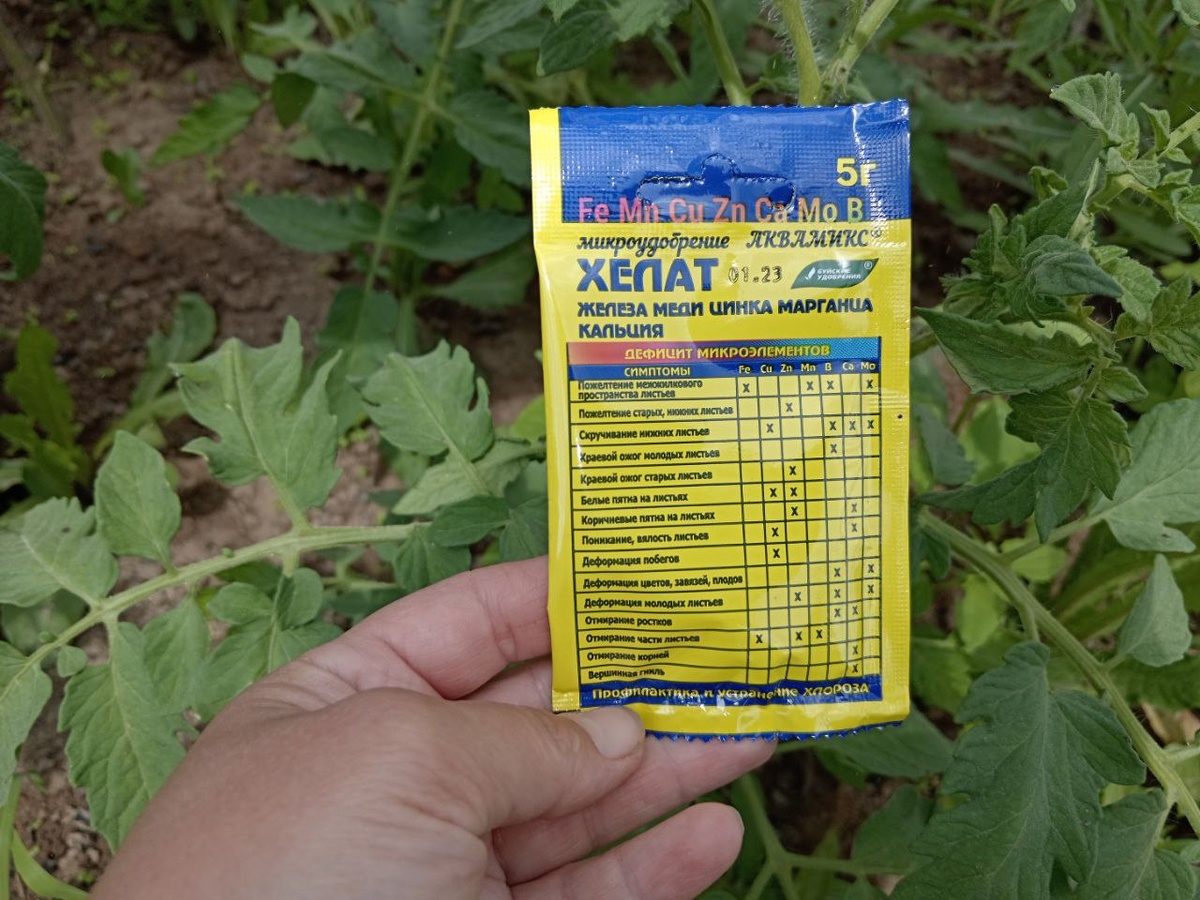 5г
Fe Mn Cu Zn Ca Mo B
микроудобрение АКВАМИКС®
ХЕЛАТ 01.23 БУЙСКИЕ УДОБРЕНИЯ®
ЖЕЛЕЗА МЕДИ ЦИНКА МАРГАНЦА
КАЛЬЦИЯ
ДЕФИЦИТ МИКРОЭЛЕМЕНТОВ
СИМПТОМЫ Fe Cu Zn Mn B Ca Mo
Пожелтение межжилкового
пространства листьев x x x x
Пожелтение старых, нижних листьев x
Скручивание нижних листьев x x x x
Краевой ожог молодых листьев x
Краевой ожог старых листьев x
Белые пятна на листьях x x
Коричневые пятна на листьях x x
Поникание, вялость листьев x x
Деформация побегов x
Деформация цветов, завязей, плодов x x
Деформация молодых листьев x x x
Отмирание ростков x x
Отмирание части листьев x x x
Отмирание корней x
Вершинная гниль x
Профилактика и устранение ХЛОРОЗА